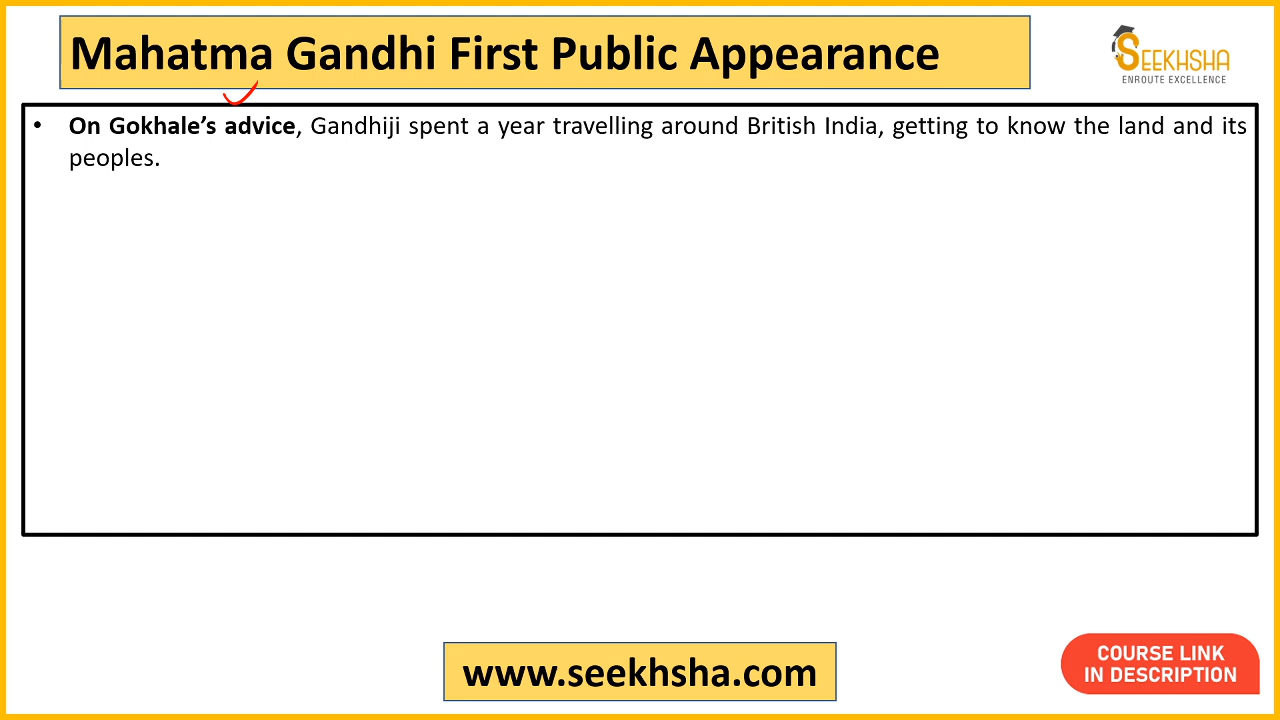 Mahatma Gandhi First Public Appearance
SEEKHSHA
ENROUTE EXCELLENCE
• On Gokhale’s advice, Gandhiji spent a year travelling around British India, getting to know the land and its
peoples.
www.seekhsha.com
COURSE LINK
IN DESCRIPTION